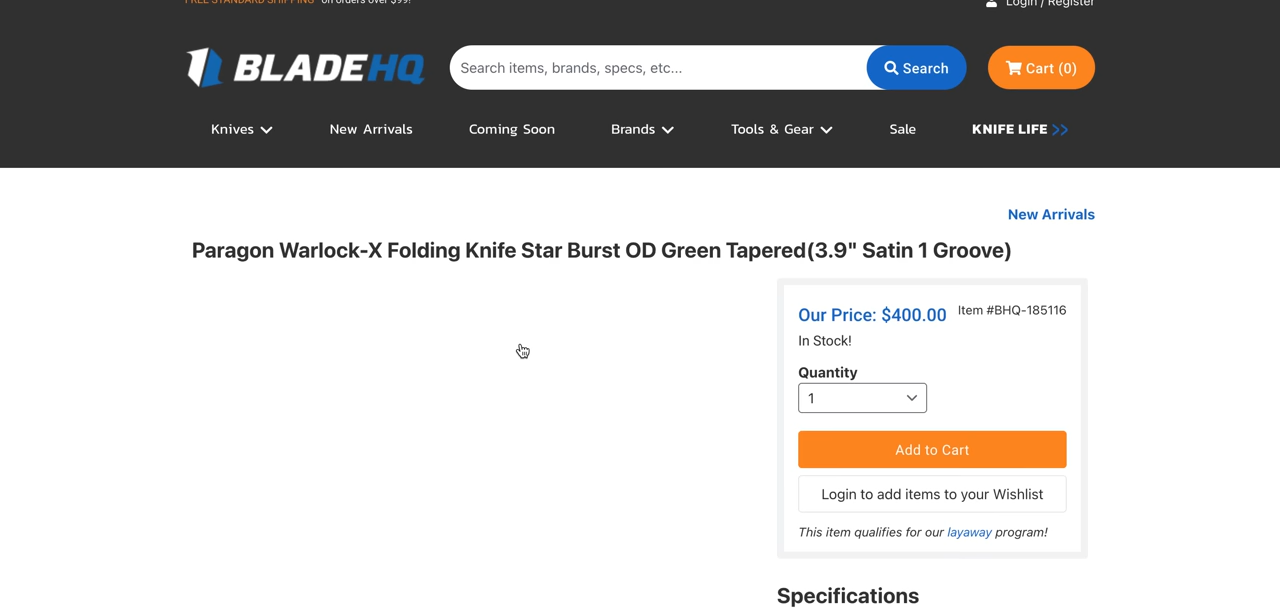 FREE STANDARD SHIPPING on orders over $99!
Login / Register
BLADEHQ
Search items, brands, specs, etc...
Search
Cart (0)
Knives
New Arrivals
Coming Soon
Brands
Tools & Gear
Sale
KNIFE LIFE >>
New Arrivals
Paragon Warlock-X Folding Knife Star Burst OD Green Tapered(3.9" Satin 1 Groove)
Our Price: $400.00
Item #BHQ-185116
In Stock!
Quantity
1
Add to Cart
Login to add items to your Wishlist
This item qualifies for our layaway program!
Specifications